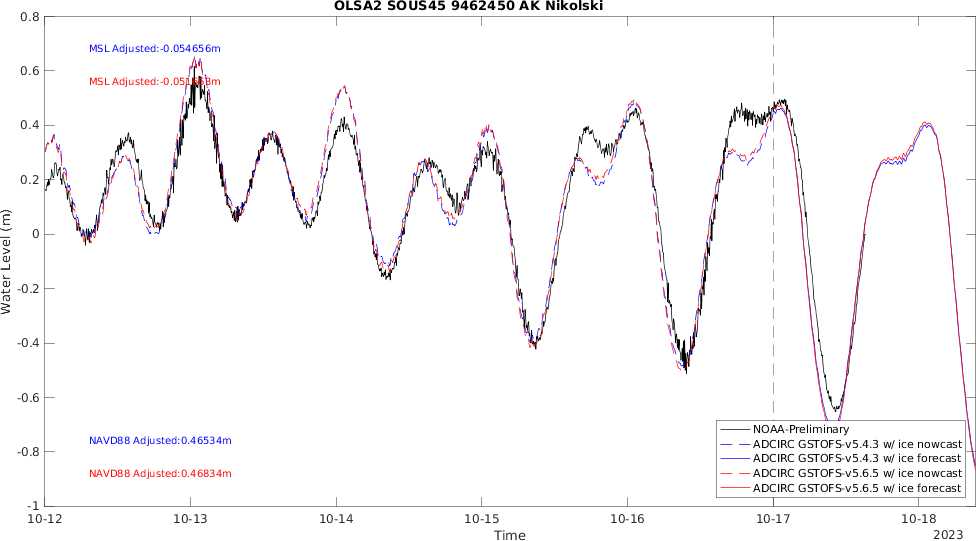 OLSA2 SOUS45 9462450 AK Nikolski
0.8
0.6
0.4
0.2
0
-0.2
-0.4
-0.6
-0.8
-1
Water Level (m)
MSL Adjusted:-0.054656m
MSL Adjusted:
NAVD88 Adjusted:0.46534m
NAVD88 Adjusted:0.46834m
NOAA-Preliminary
ADCIRC GSTOFS-v5.4.3 w/ ice nowcast
ADCIRC GSTOFS-v5.4.3 w/ ice forecast
ADCIRC GSTOFS-v5.6.5 w/ ice nowcast
ADCIRC GSTOFS-v5.6.5 w/ ice forecast
10-12
10-13
10-14
10-15
10-16
10-17
10-18
Time
2023